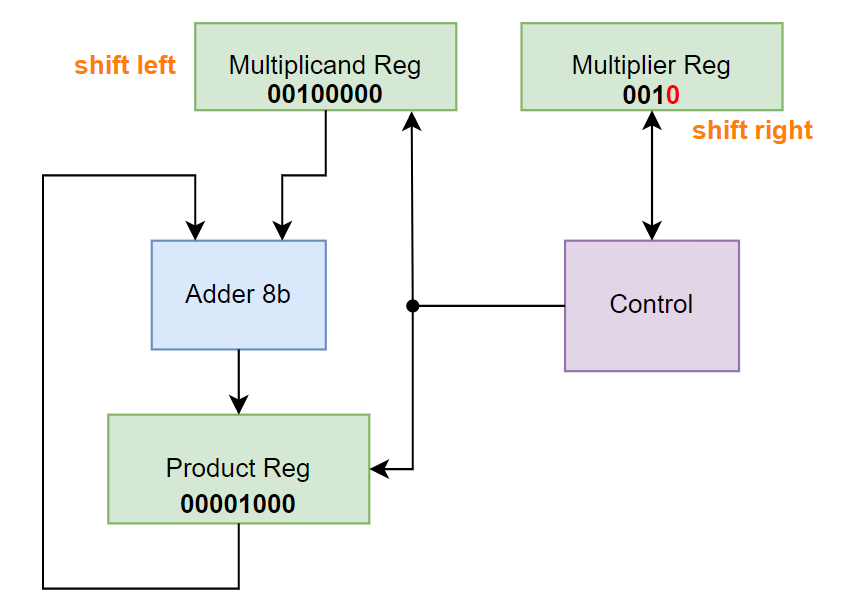 shift left
Multiplicand Reg
00100000
Multiplier Reg
0010
shift right
Adder 8b
Control
Product Reg
00001000